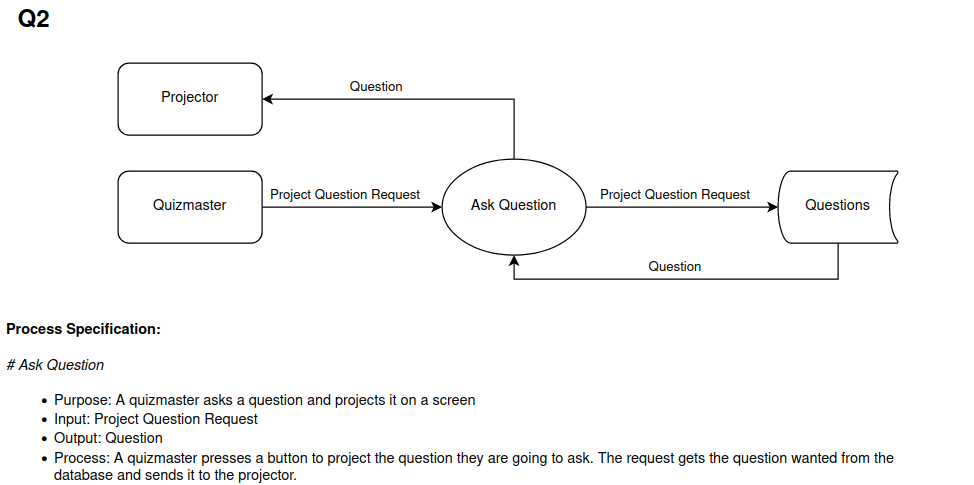 Q2
Question
Projector
Project Question Request
Project Question Request
Quizmaster
Ask Question
Questions
Question
Process Specification:
# Ask Question
• Purpose: A quizmaster asks a question and projects it on a screen
• Input: Project Question Request
• Output: Question
• Process: A quizmaster presses a button to project the question they are going to ask. The request gets the question wanted from the
database and sends it to the projector.